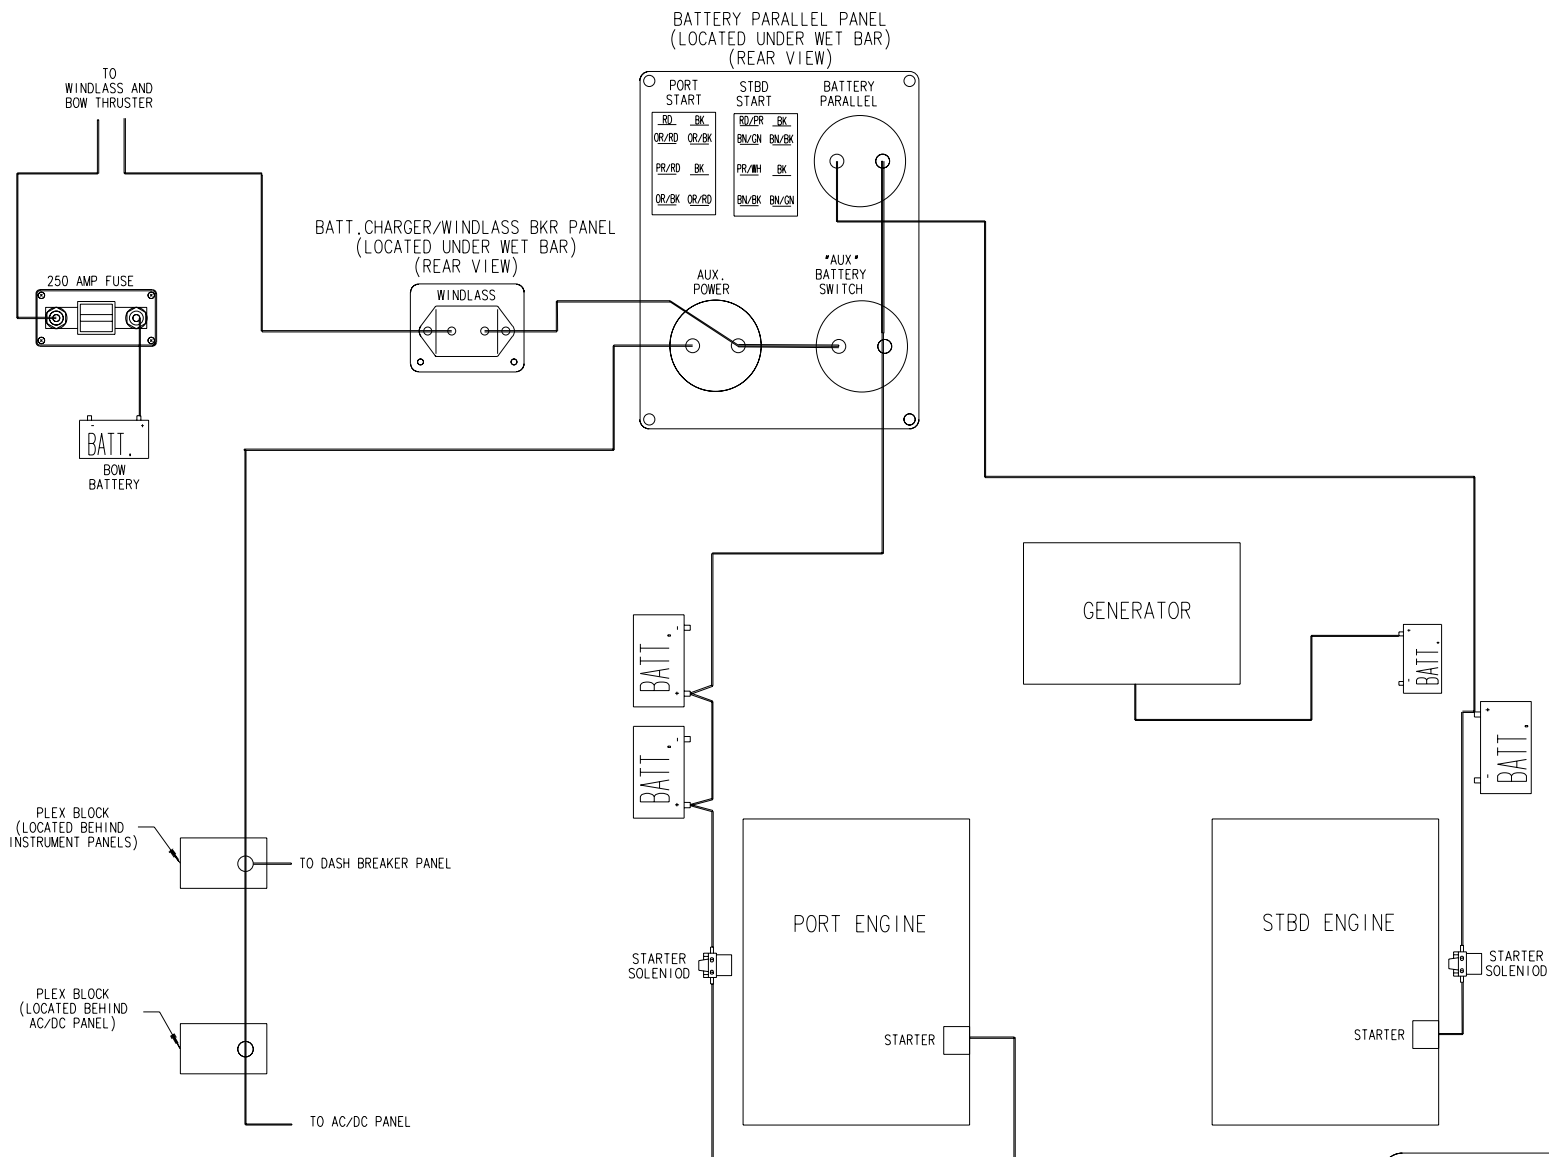 BATTERY PARALLEL PANEL
(LOCATED UNDER WET BAR)
(REAR VIEW)
TO
WINDLASS AND
BOW THRUSTER
PORT
START
STBD
START
BATTERY
PARALLEL
RD BK
OR/RD OR/BK
PR/RD BK
OR/BK OR/RD
RD/PR BK
BN/GN BN/BK
PR/WH BK
BN/BK BN/GN
BATT.CHARGER/WINDLASS BKR PANEL
(LOCATED UNDER WET BAR)
(REAR VIEW)
WINDLASS
AUX.
POWER
"AUX"
BATTERY
SWITCH
250 AMP FUSE
- +
BATT.
BOW
BATTERY
GENERATOR
BATT.
- +
BATT.
- +
BATT.
+ -
BATT.
+ -
PLEX BLOCK
(LOCATED BEHIND
INSTRUMENT PANELS)
TO DASH BREAKER PANEL
PORT ENGINE
STBD ENGINE
STARTER
SOLENIOD
STARTER
SOLENIOD
PLEX BLOCK
(LOCATED BEHIND
AC/DC PANEL)
STARTER
STARTER
TO AC/DC PANEL